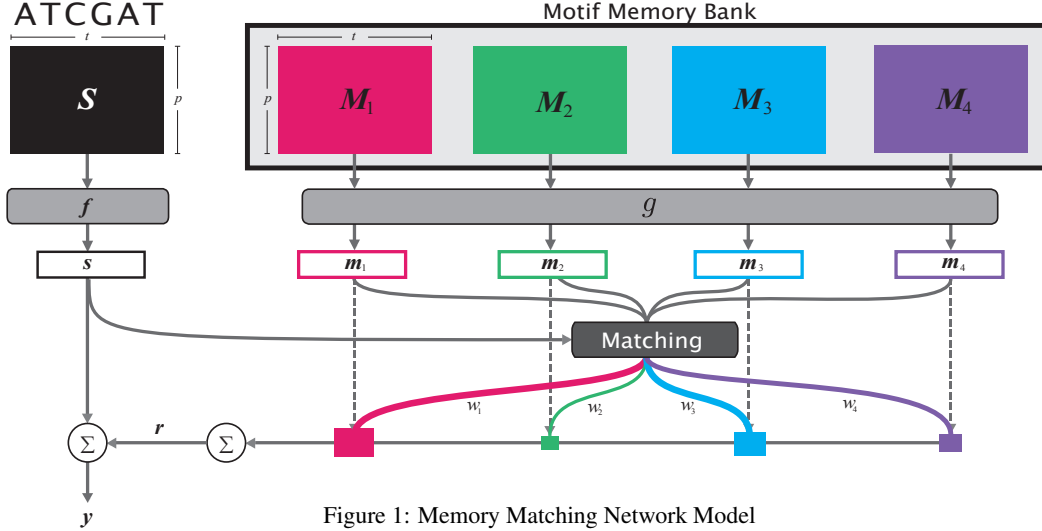 ATCGAT
Motif Memory Bank
t
t
p
p
S
M₁
M₂
M₃
M₄
f
g
s
m₁
m₂
m₃
m₄
Matching
w₁
w₂
w₃
w₄
Σ
r
Σ
y
Figure 1: Memory Matching Network Model